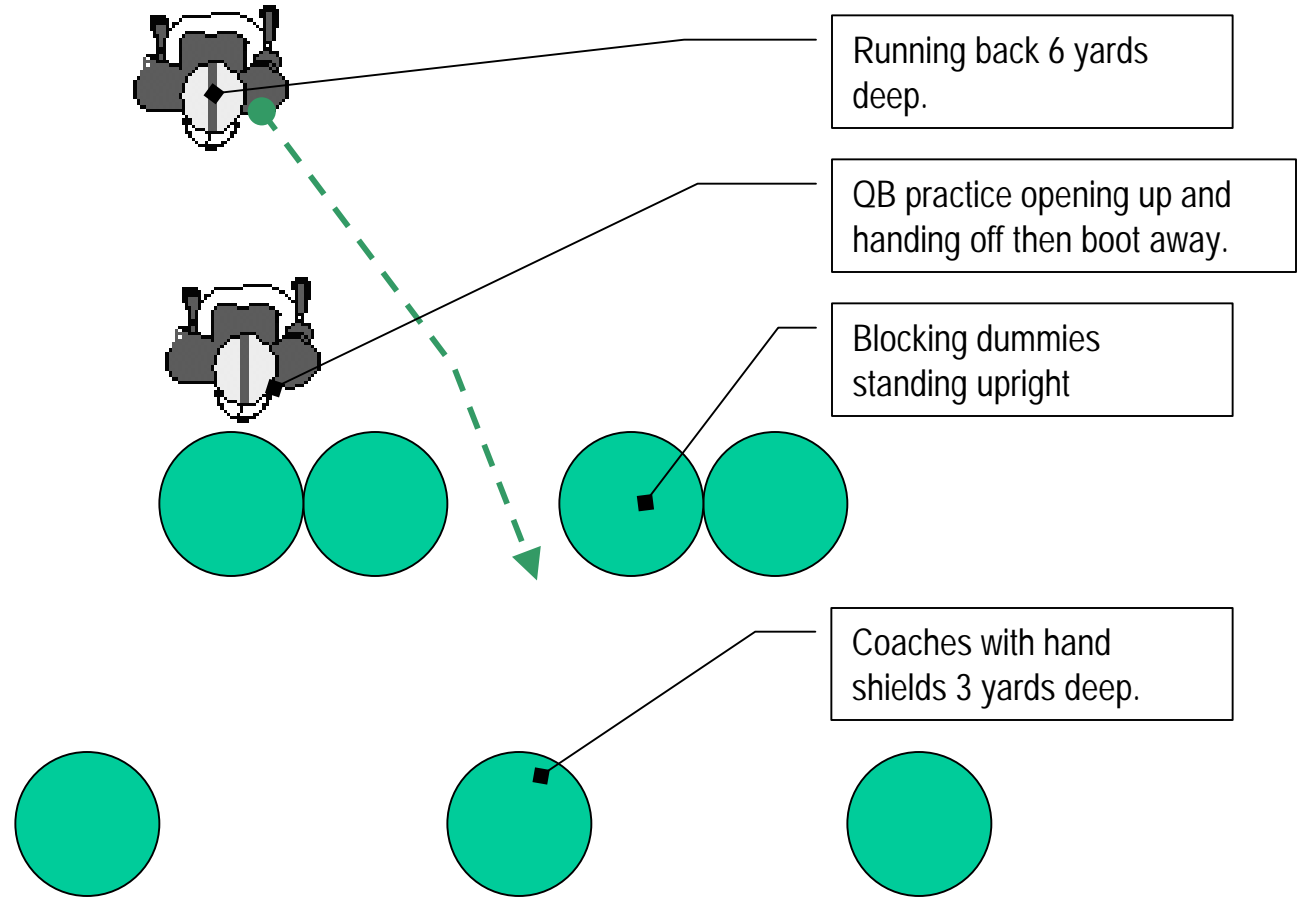 Running back 6 yards
deep.
QB practice opening up and
handing off then boot away.
Blocking dummies
standing upright
Coaches with hand
shields 3 yards deep.